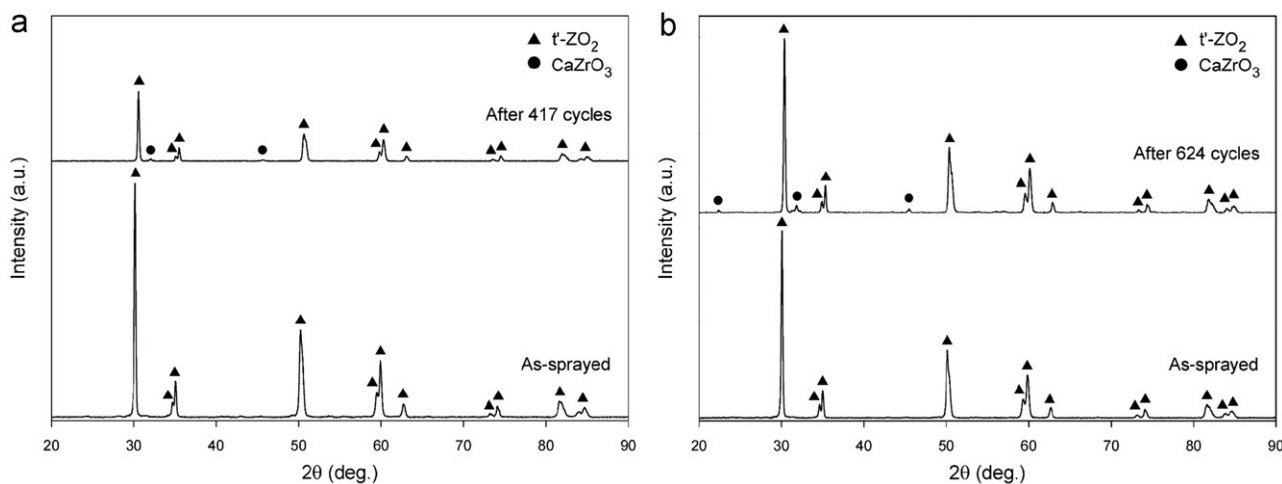 a
▲ t'-ZO₂
● CaZrO₃
After 417 cycles
As-sprayed
Intensity (a.u.)
20 30 40 50 60 70 80 90
2θ (deg.)
b
▲ t'-ZO₂
● CaZrO₃
After 624 cycles
As-sprayed
Intensity (a.u.)
20 30 40 50 60 70 80 90
2θ (deg.)